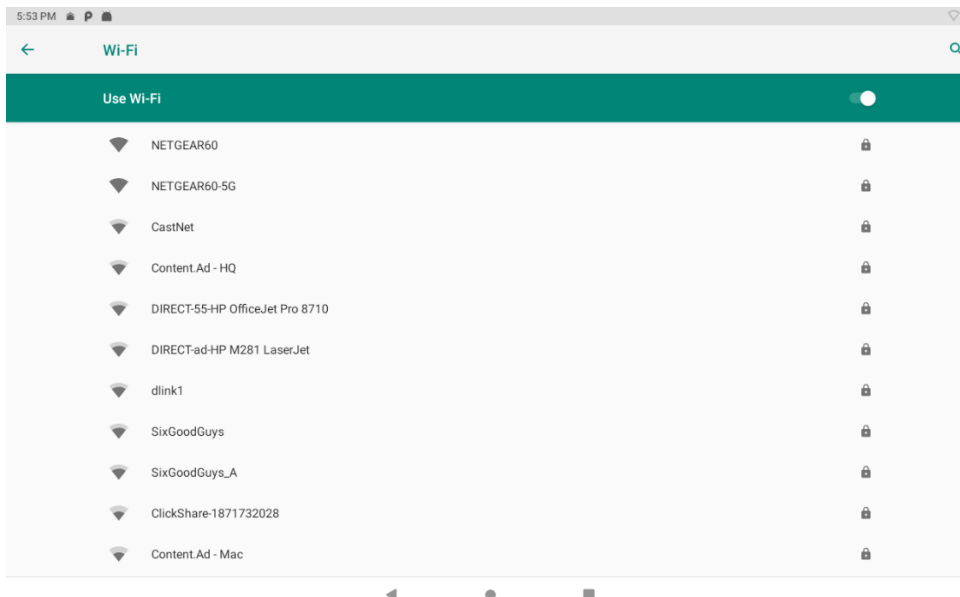 5:53 PM
Wi-Fi
Use Wi-Fi
NETGEAR60
NETGEAR60-5G
CastNet
Content.Ad - HQ
DIRECT-55-HP OfficeJet Pro 8710
DIRECT-ad-HP M281 LaserJet
dlink1
SixGoodGuys
SixGoodGuys_A
ClickShare-1871732028
Content.Ad - Mac